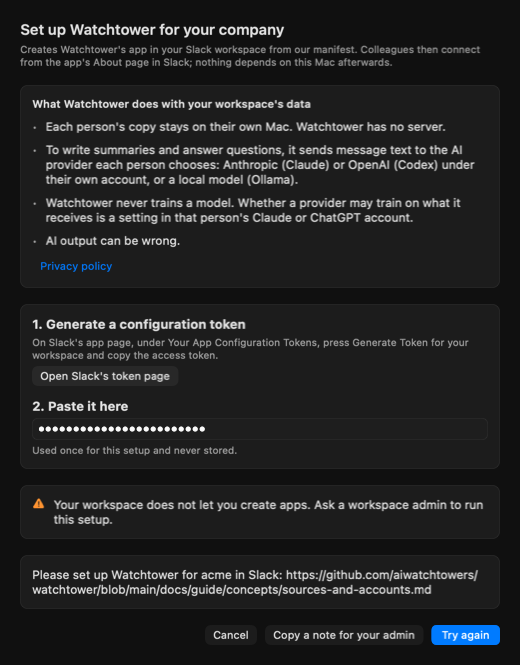 Set up Watchtower for your company
Creates Watchtower's app in your Slack workspace from our manifest. Colleagues then connect
from the app's About page in Slack; nothing depends on this Mac afterwards.
What Watchtower does with your workspace's data
• Each person's copy stays on their own Mac. Watchtower has no server.
• To write summaries and answer questions, it sends message text to the AI
provider each person chooses: Anthropic (Claude) or OpenAI (Codex) under
their own account, or a local model (Ollama).
• Watchtower never trains a model. Whether a provider may train on what it
receives is a setting in that person's Claude or ChatGPT account.
• AI output can be wrong.
Privacy policy
1. Generate a configuration token
On Slack's app page, under Your App Configuration Tokens, press Generate Token for your
workspace and copy the access token.
Open Slack's token page
2. Paste it here
••••••••••••••••••••••••
Used once for this setup and never stored.
Your workspace does not let you create apps. Ask a workspace admin to run
this setup.
Please set up Watchtower for acme in Slack: https://github.com/aiwatchtowers/
watchtower/blob/main/docs/guide/concepts/sources-and-accounts.md
Cancel
Copy a note for your admin
Try again